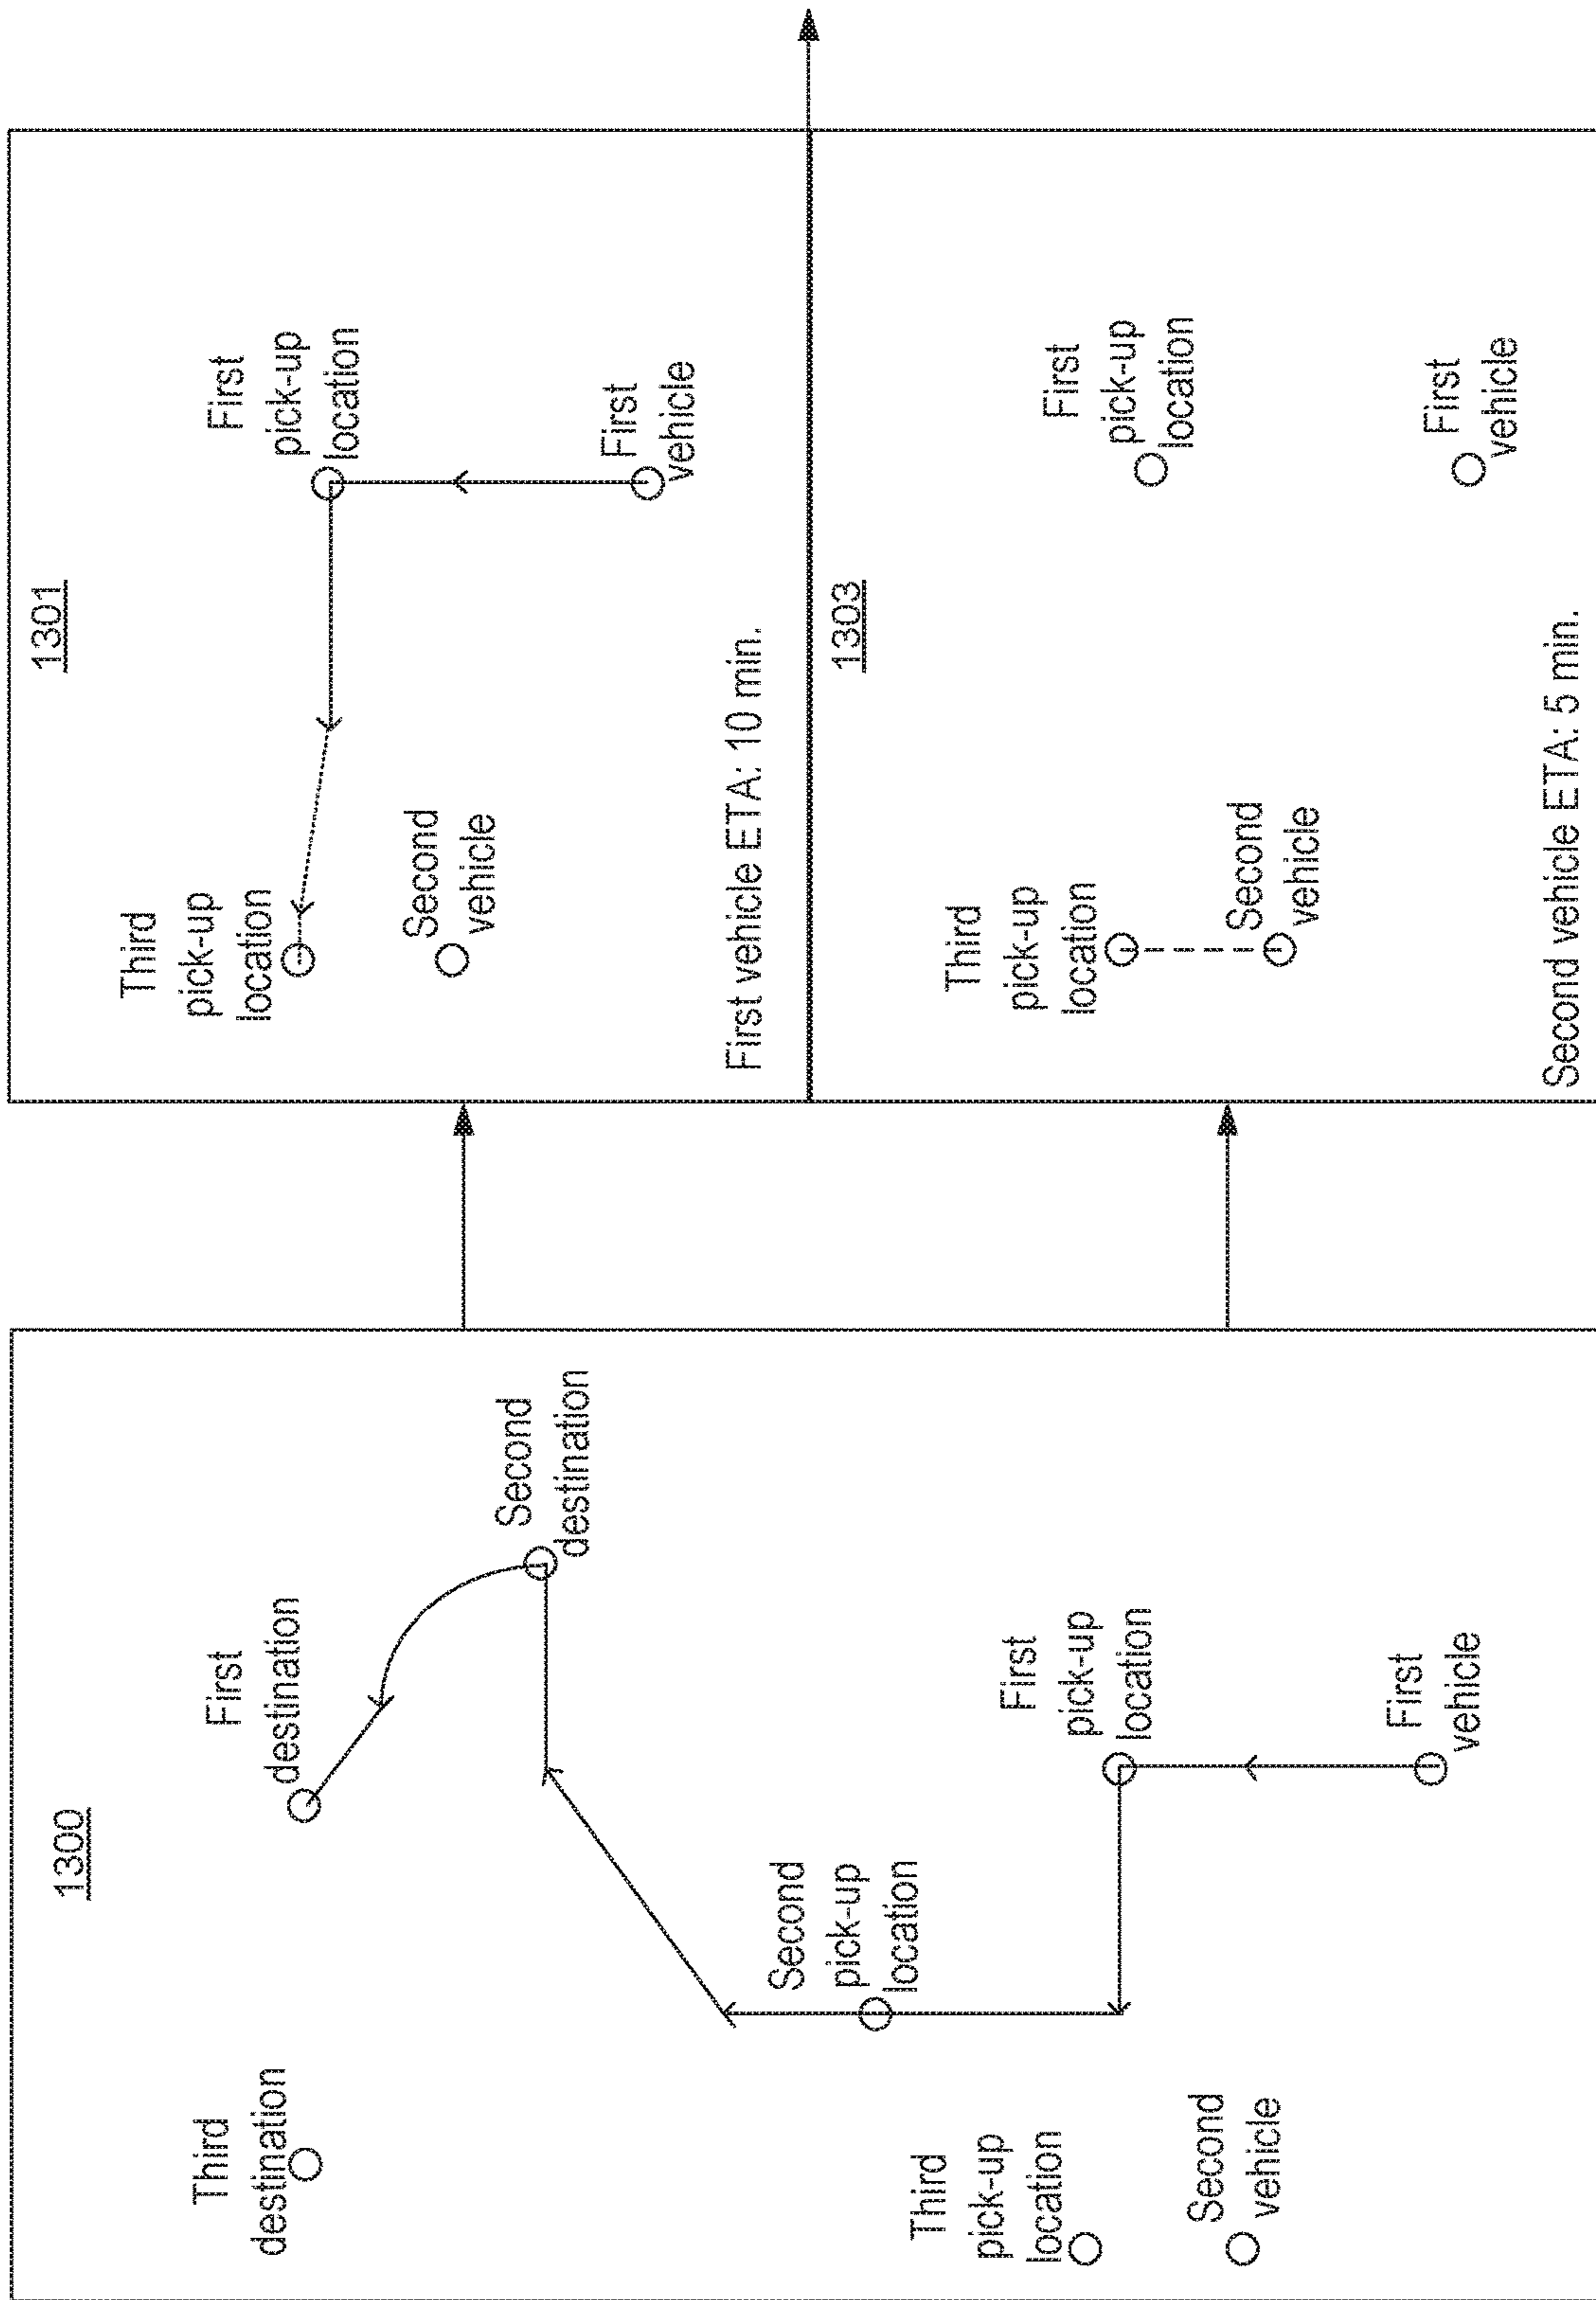 1300
Third
destination
First
destination
Second
destination
Second
pick-up
location
Third
pick-up
location
First
pick-up
location
Second
vehicle
First
vehicle
1301
Third
pick-up
location
First
pick-up
location
Second
vehicle
First
vehicle
First vehicle ETA: 10 min.
1303
Third
pick-up
location
First
pick-up
location
Second
vehicle
First
vehicle
Second vehicle ETA: 5 min.